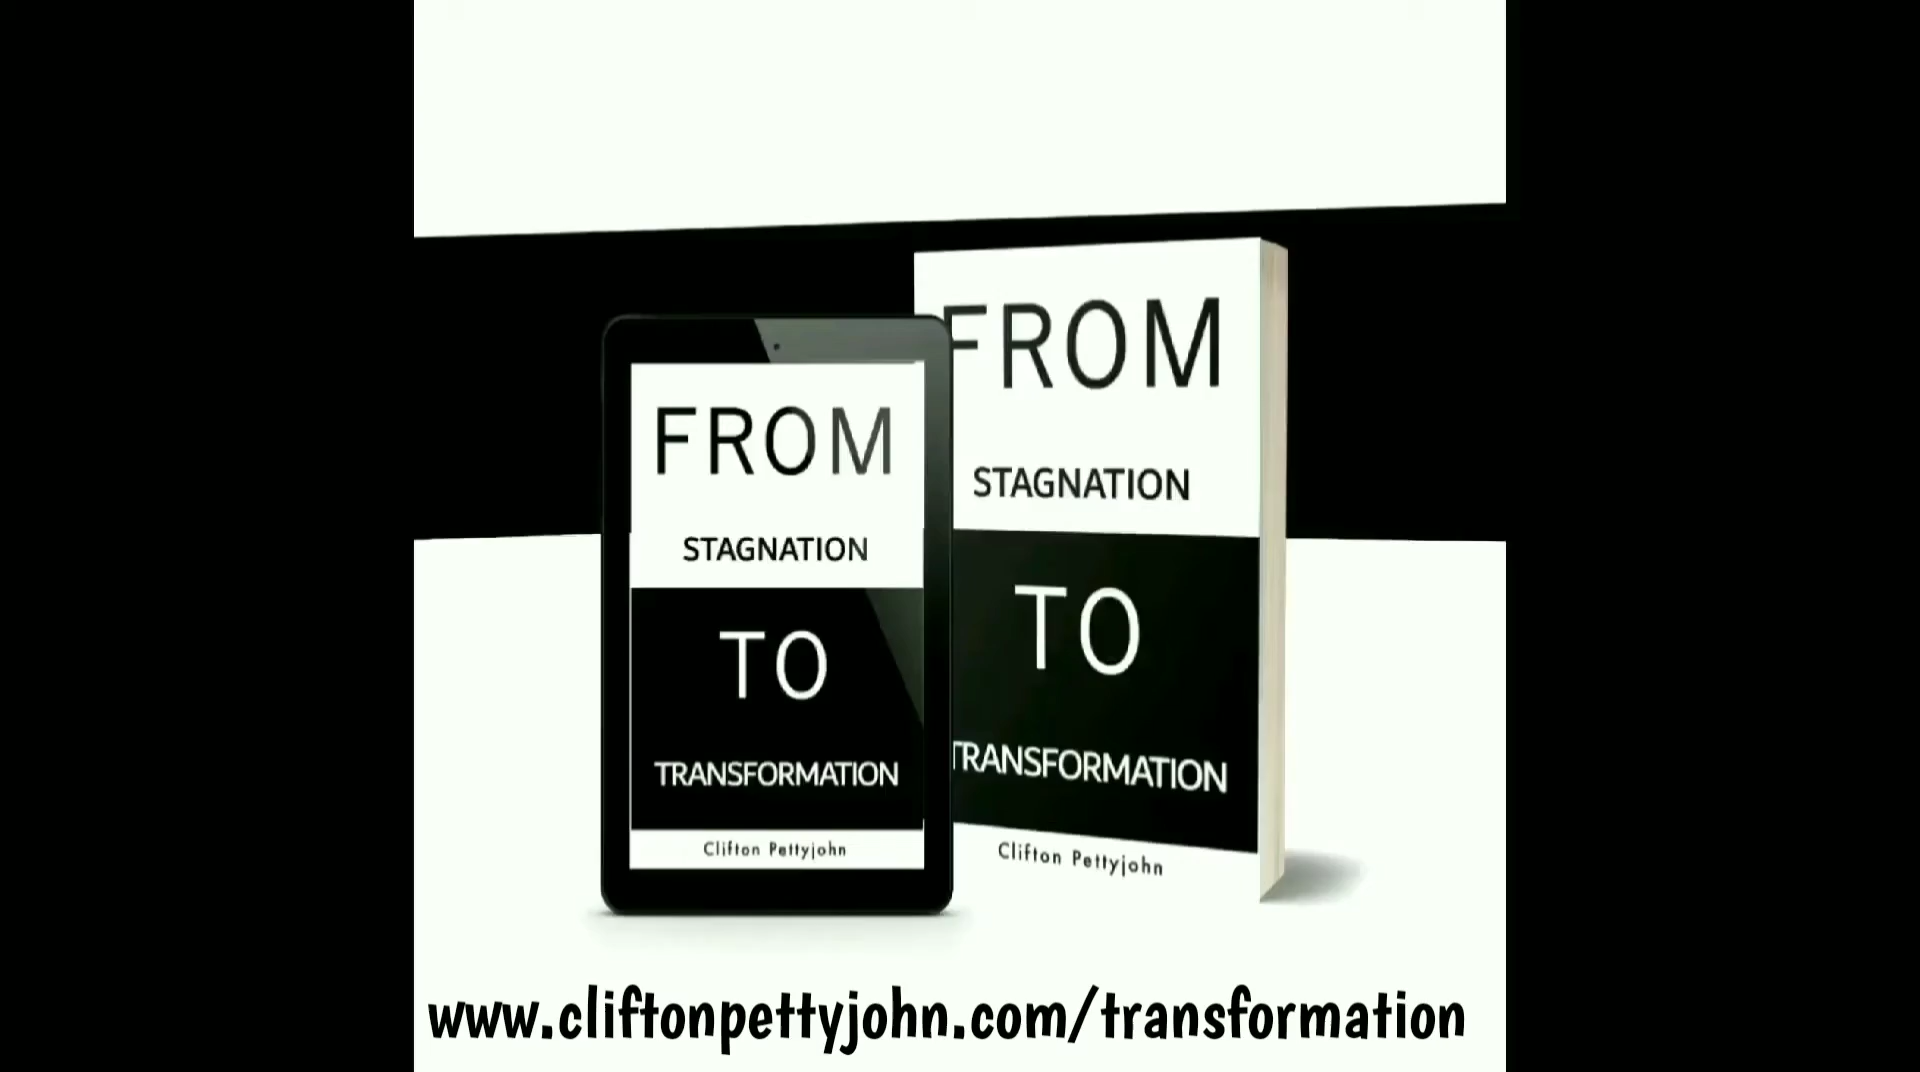 FROM
STAGNATION
TO
TRANSFORMATION
Clifton Pettyjohn
FROM
STAGNATION
TO
TRANSFORMATION
Clifton Pettyjohn
www.cliftonpettyjohn.com/transformation